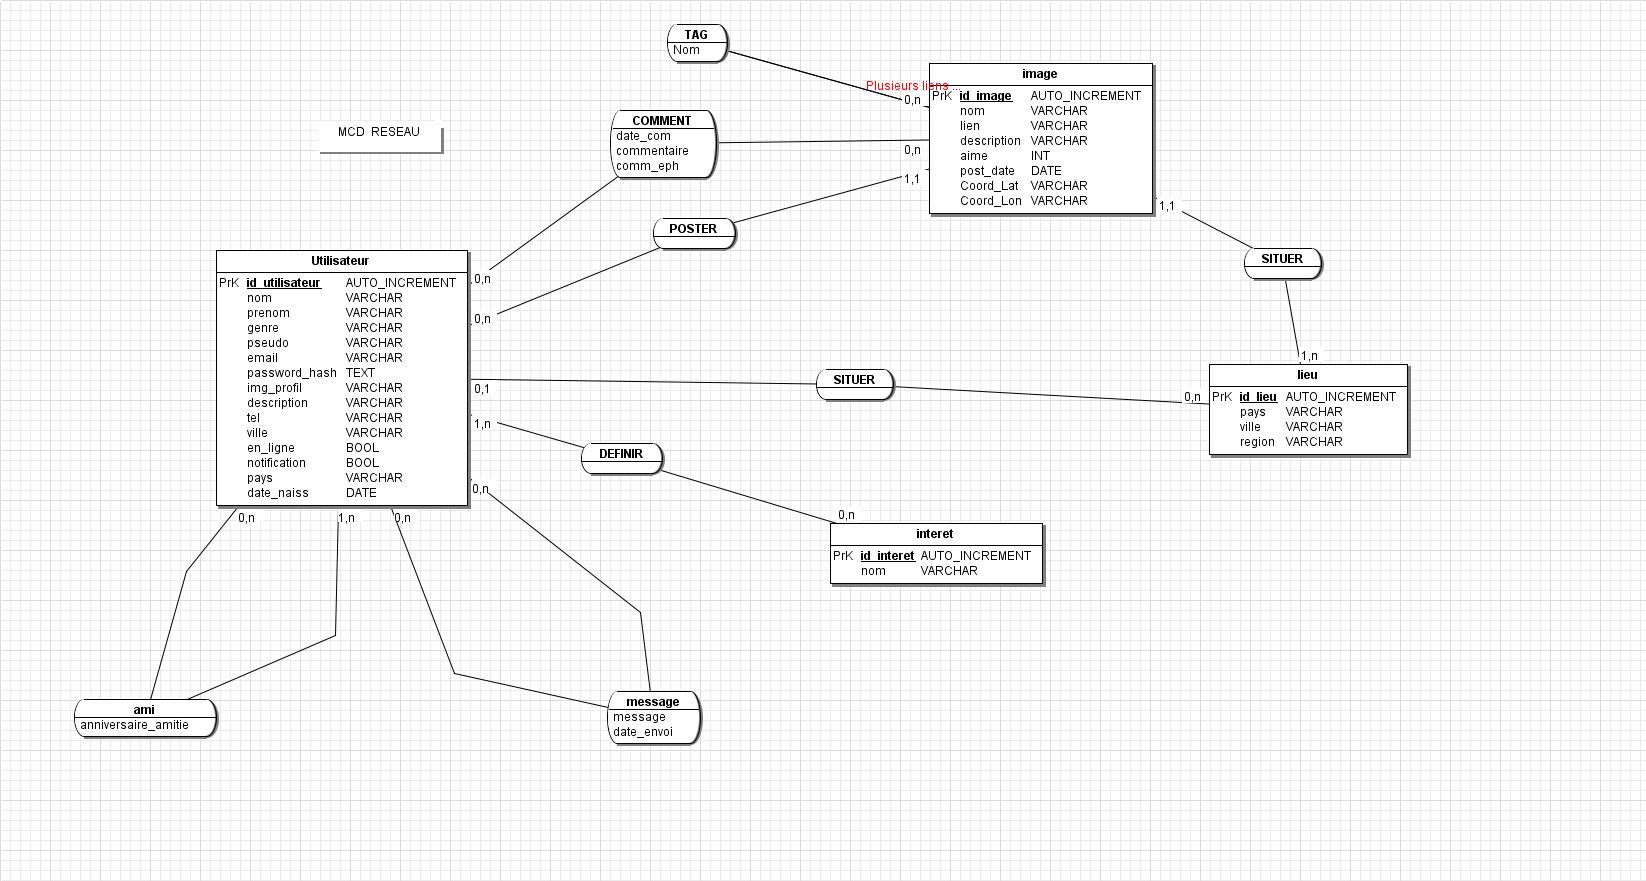 TAG
Nom
Plusieurs liens ...
0,n
image
PrK id_image AUTO_INCREMENT
nom VARCHAR
lien VARCHAR
description VARCHAR
aime INT
post_date DATE
Coord_Lat VARCHAR
Coord_Lon VARCHAR
MCD RESEAU
COMMENT
date_com
commentaire
comm_eph
0,n
1,1
1,1
POSTER
SITUER
Utilisateur
PrK id_utilisateur AUTO_INCREMENT
nom VARCHAR
prenom VARCHAR
genre VARCHAR
pseudo VARCHAR
email VARCHAR
password_hash TEXT
img_profil VARCHAR
description VARCHAR
tel VARCHAR
ville VARCHAR
en_ligne BOOL
notification BOOL
pays VARCHAR
date_naiss DATE
0,n
0,n
0,1
1,n
0,n
SITUER
0,n
1,n
lieu
PrK id_lieu AUTO_INCREMENT
pays VARCHAR
ville VARCHAR
region VARCHAR
DEFINIR
0,n
interet
PrK id_interet AUTO_INCREMENT
nom VARCHAR
0,n
1,n
0,n
ami
anniversaire_amitie
message
message
date_envoi